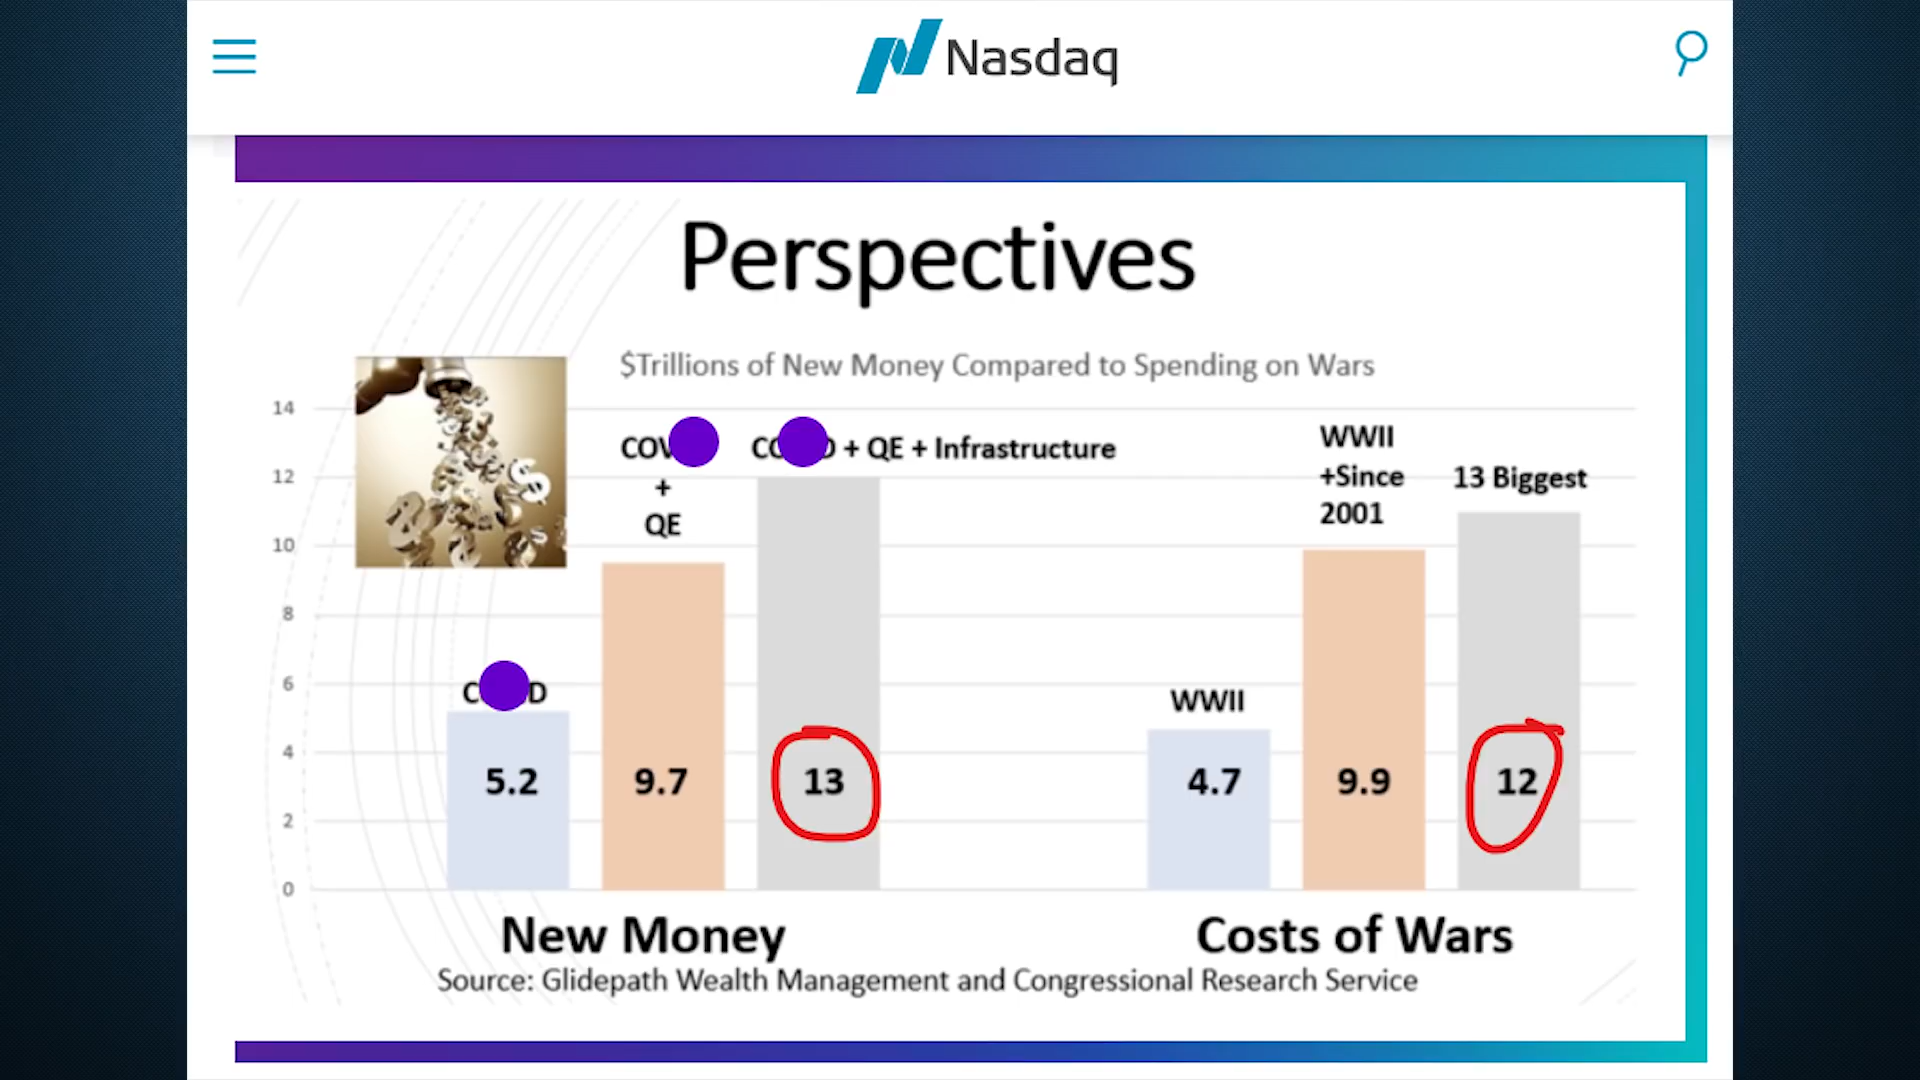 Nasdaq
Perspectives
$Trillions of New Money Compared to Spending on Wars
14
12
10
8
6
4
2
0
+
QE
+ QE + Infrastructure
WWII
+Since
2001
13 Biggest
WWII
5.2
9.7
13
4.7
9.9
12
New Money
Costs of Wars
Source: Glidepath Wealth Management and Congressional Research Service